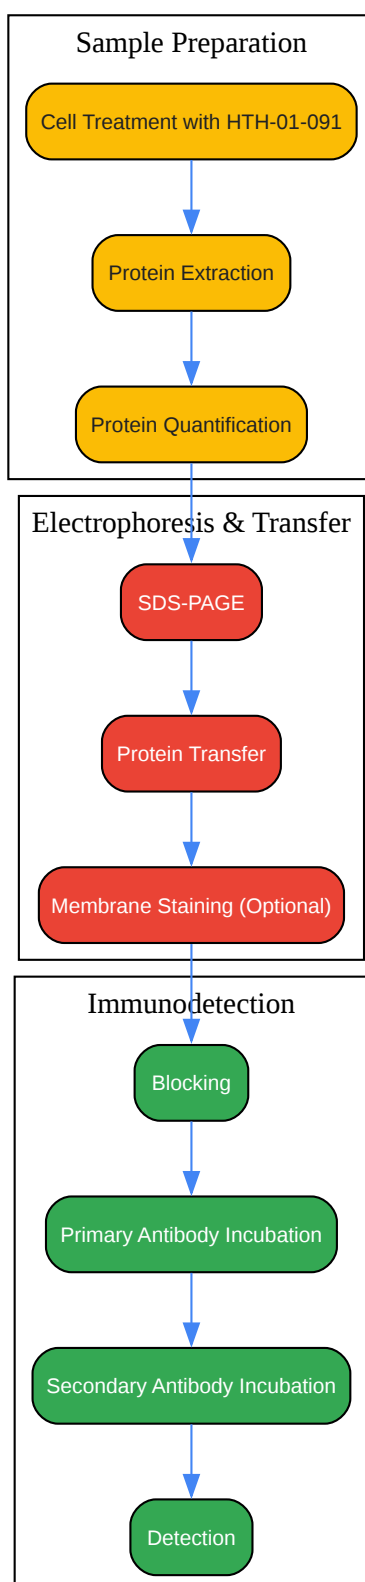 Sample Preparation
Cell Treatment with HTH-01-091
Protein Extraction
Protein Quantification
Electrophoresis & Transfer
SDS-PAGE
Protein Transfer
Membrane Staining (Optional)
Immunodetection
Blocking
Primary Antibody Incubation
Secondary Antibody Incubation
Detection